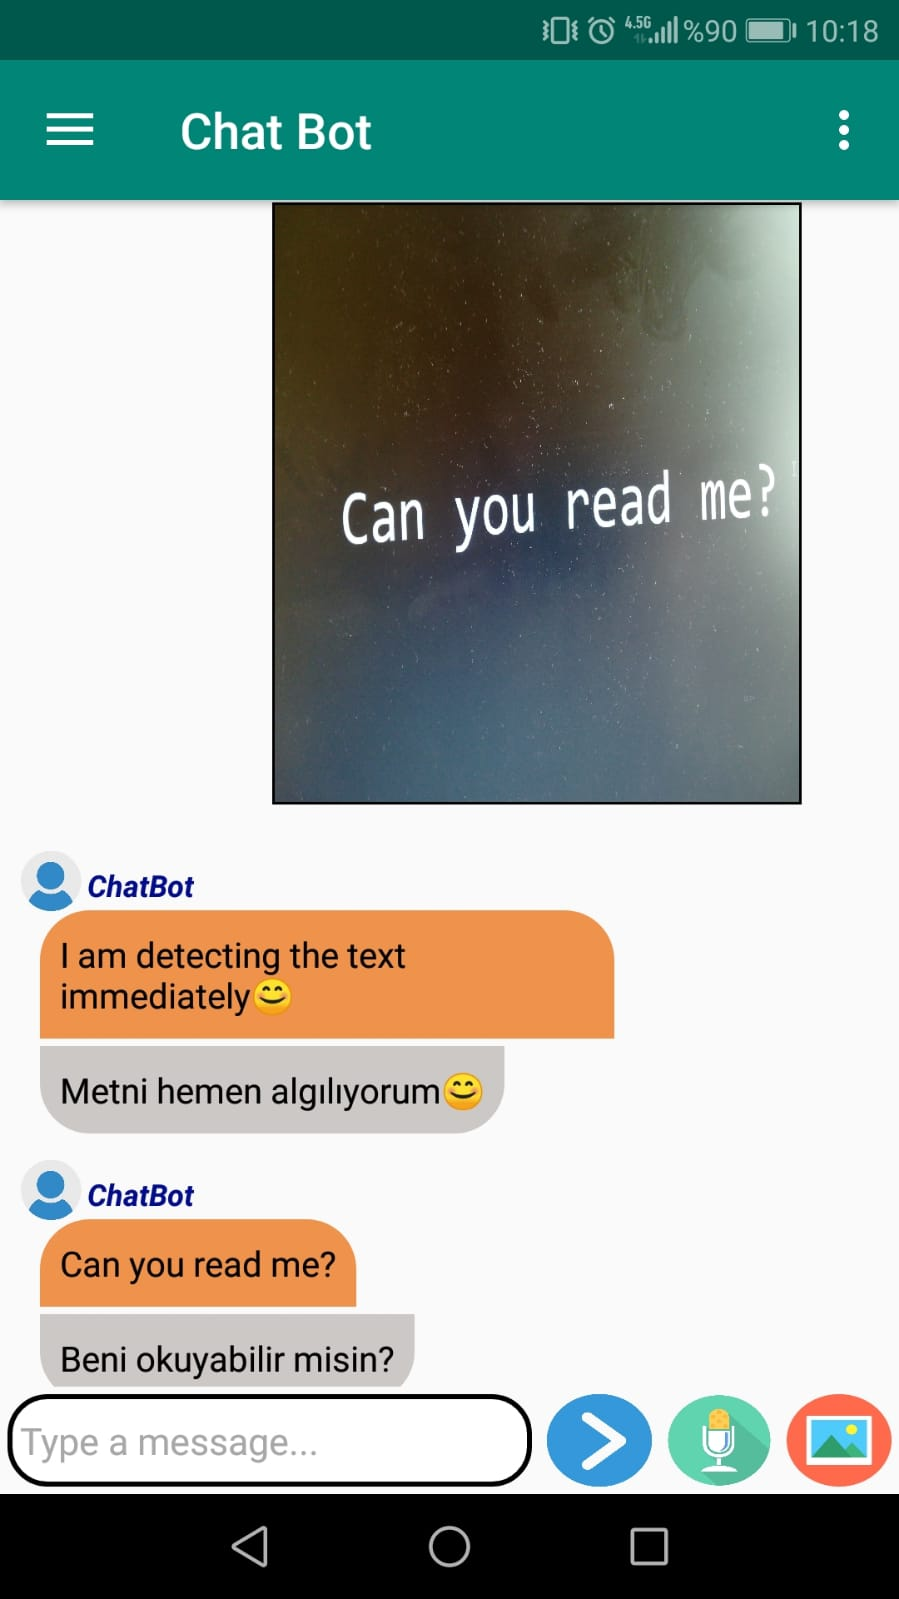 4.5G %90 10:18
Chat Bot
Can you read me?
ChatBot
I am detecting the text
immediately😊
Metni hemen algılıyorum😊
ChatBot
Can you read me?
Beni okuyabilir misin?
Type a message...